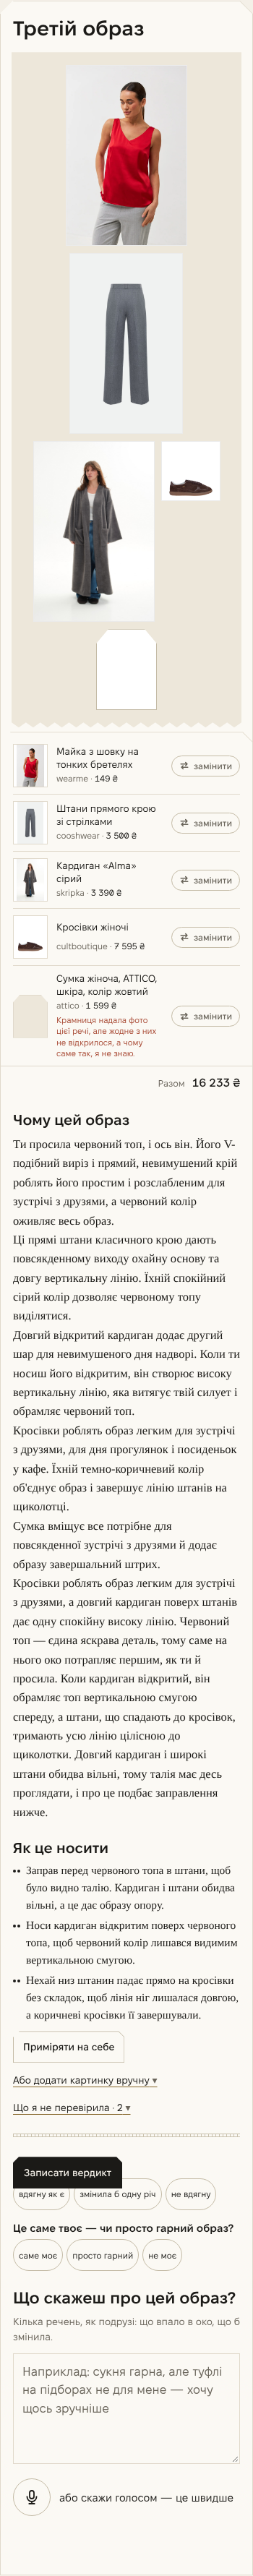 Третій образ
Майка з шовку на
тонких бретелях
wearme · 149 ₴
замінити
Штани прямого крою
зі стрілками
cooshwear · 3 500 ₴
замінити
Кардиган «Alma»
сірий
skripka · 3 390 ₴
замінити
Кросівки жіночі
cultboutique · 7 595 ₴
замінити
Сумка жіноча, ATTICO,
шкіра, колір жовтий
attico · 1 599 ₴
Крамниця надала фото
цієї речі, але жодне з них
не відкрилося, а чому
саме так, я не знаю.
замінити
Разом 16 233 ₴
Чому цей образ
Ти просила червоний топ, і ось він. Його V-
подібний виріз і прямий, невимушений крій
роблять його простим і розслабленим для
зустрічі з друзями, а червоний колір
оживляє весь образ.
Ці прямі штани класичного крою дають
повсякденному виходу охайну основу та
довгу вертикальну лінію. Їхній спокійний
сірий колір дозволяє червоному топу
виділятися.
Довгий відкритий кардиган додає другий
шар для невимушеного дня надворі. Коли ти
носиш його відкритим, він створює високу
вертикальну лінію, яка витягує твій силует і
обрамляє червоний топ.
Кросівки роблять образ легким для зустрічі
з друзями, для дня прогулянок і посиденьок
у кафе. Їхній темно-коричневий колір
об'єднує образ і завершує лінію штанів на
щиколотці.
Сумка вміщує все потрібне для
повсякденної зустрічі з друзями й додає
образу завершальний штрих.
Кросівки роблять образ легким для зустрічі
з друзями, а довгий кардиган поверх штанів
дає одну спокійну високу лінію. Червоний
топ — єдина яскрава деталь, тому саме на
нього око потрапляє першим, як ти й
просила. Коли кардиган відкритий, він
обрамляє топ вертикальною смугою
спереду, а штани, що спадають до кросівок,
тримають усю лінію цілісною до
щиколотки. Довгий кардиган і широкі
штани обидва вільні, тому талія має десь
проглядати, і про це подбає заправлення
нижче.
Як це носити
Заправ перед червоного топа в штани, щоб
було видно талію. Кардиган і штани обидва
вільні, а це дає образу опору.
Носи кардиган відкритим поверх червоного
топа, щоб червоний колір лишався видимим
вертикальною смугою.
Нехай низ штанин падає прямо на кросівки
без складок, щоб лінія ніг лишалася довгою,
а коричневі кросівки її завершували.
Приміряти на себе
Або додати картинку вручну ▾
Що я не перевірила · 2 ▾
Записати вердикт
вдягну як є
змінила б одну річ
не вдягну
Це саме твоє — чи просто гарний образ?
саме моє
просто гарний
не моє
Що скажеш про цей образ?
Кілька речень, як подрузі: що впало в око, що б
змінила.
Наприклад: сукня гарна, але туфлі
на підборах не для мене — хочу
щось зручніше
або скажи голосом — це швидше